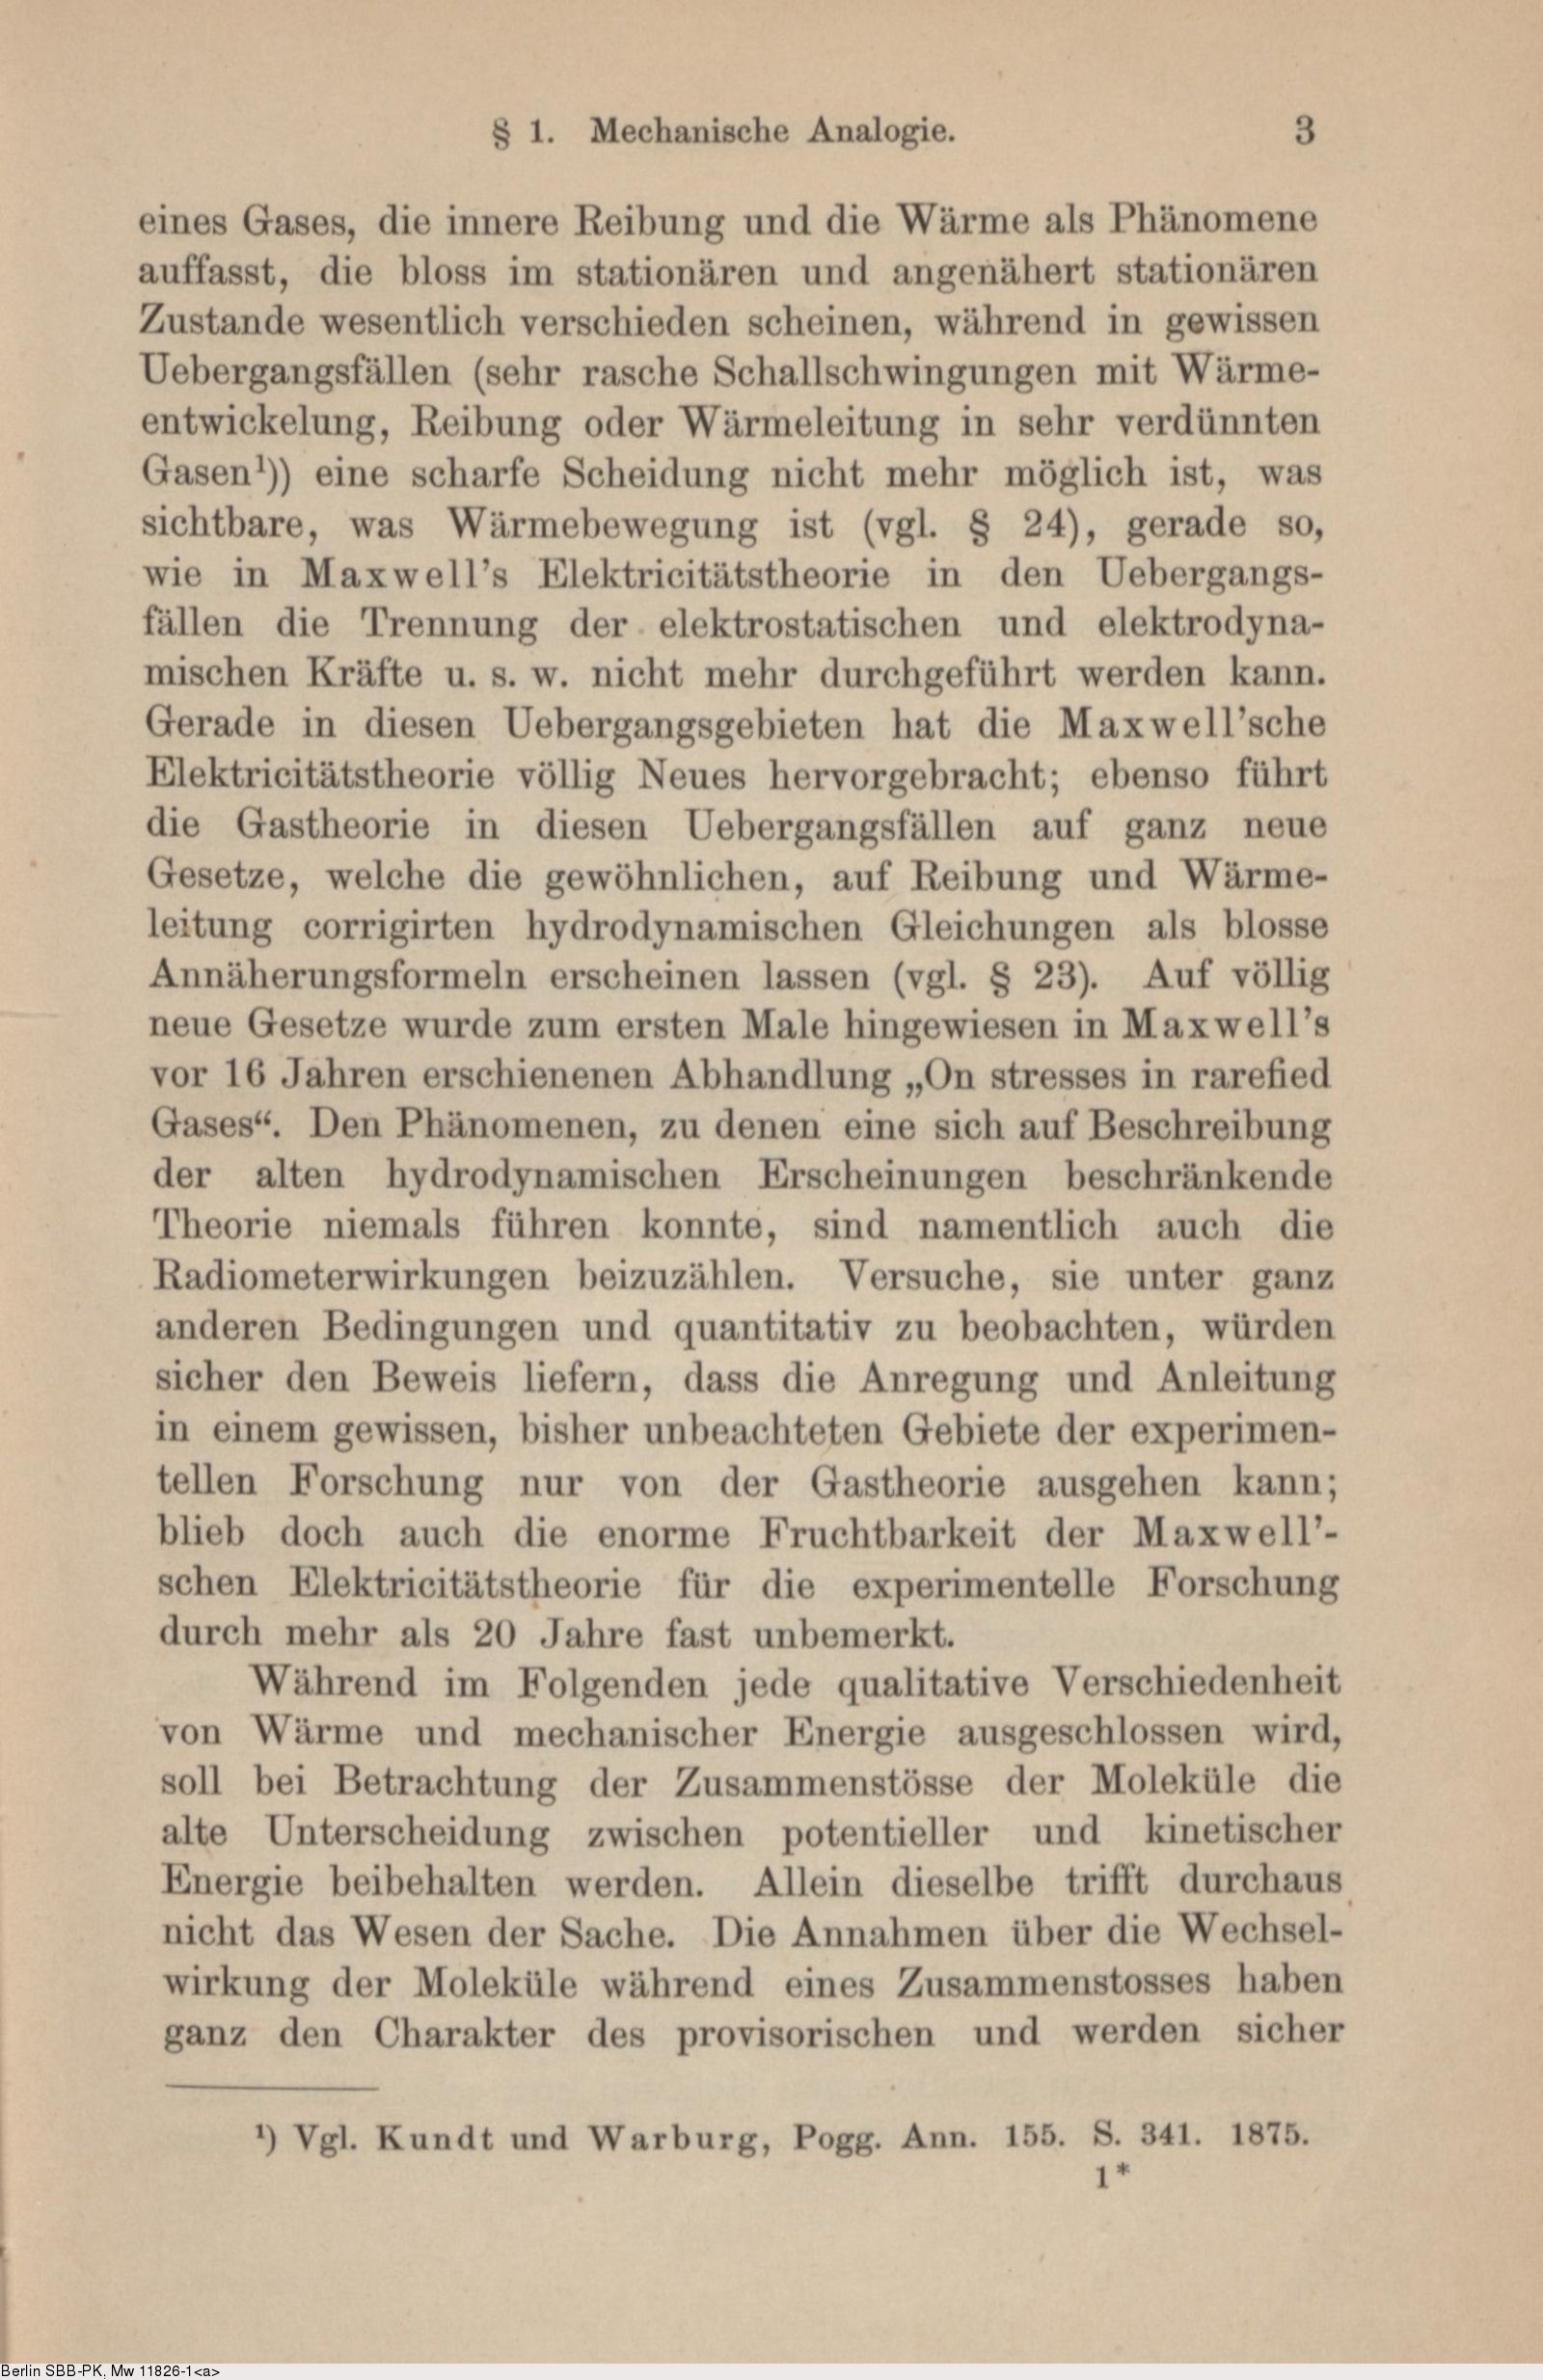 § 1. Mechanische Analogie. 3
eines Gases, die innere Reibung und die Wärme als Phänomene
auffasst, die bloss im stationären und angenähert stationären
Zustande wesentlich verschieden scheinen, während in gewissen
Uebergangsfällen (sehr rasche Schallschwingungen mit Wärme-
entwickelung, Reibung oder Wärmeleitung in sehr verdünnten
Gasen¹)) eine scharfe Scheidung nicht mehr möglich ist, was
sichtbare, was Wärmebewegung ist (vgl. § 24), gerade so,
wie in Maxwell's Elektricitätstheorie in den Uebergangs-
fällen die Trennung der elektrostatischen und elektrodyna-
mischen Kräfte u. s. w. nicht mehr durchgeführt werden kann.
Gerade in diesen Uebergangsgebieten hat die Maxwell'sche
Elektricitätstheorie völlig Neues hervorgebracht; ebenso führt
die Gastheorie in diesen Uebergangsfällen auf ganz neue
Gesetze, welche die gewöhnlichen, auf Reibung und Wärme-
leitung corrigirten hydrodynamischen Gleichungen als blosse
Annäherungsformeln erscheinen lassen (vgl. § 23). Auf völlig
neue Gesetze wurde zum ersten Male hingewiesen in Maxwell's
vor 16 Jahren erschienenen Abhandlung „On stresses in rarefied
Gases“. Den Phänomenen, zu denen eine sich auf Beschreibung
der alten hydrodynamischen Erscheinungen beschränkende
Theorie niemals führen konnte, sind namentlich auch die
Radiometerwirkungen beizuzählen. Versuche, sie unter ganz
anderen Bedingungen und quantitativ zu beobachten, würden
sicher den Beweis liefern, dass die Anregung und Anleitung
in einem gewissen, bisher unbeachteten Gebiete der experimen-
tellen Forschung nur von der Gastheorie ausgehen kann;
blieb doch auch die enorme Fruchtbarkeit der Maxwell'-
schen Elektricitätstheorie für die experimentelle Forschung
durch mehr als 20 Jahre fast unbemerkt.
Während im Folgenden jede qualitative Verschiedenheit
von Wärme und mechanischer Energie ausgeschlossen wird,
soll bei Betrachtung der Zusammenstösse der Moleküle die
alte Unterscheidung zwischen potentieller und kinetischer
Energie beibehalten werden. Allein dieselbe trifft durchaus
nicht das Wesen der Sache. Die Annahmen über die Wechsel-
wirkung der Moleküle während eines Zusammenstosses haben
ganz den Charakter des provisorischen und werden sicher
¹) Vgl. Kundt und Warburg, Pogg. Ann. 155. S. 341. 1875.
1*
Berlin SBB-PK, Mw 11826-1<a>